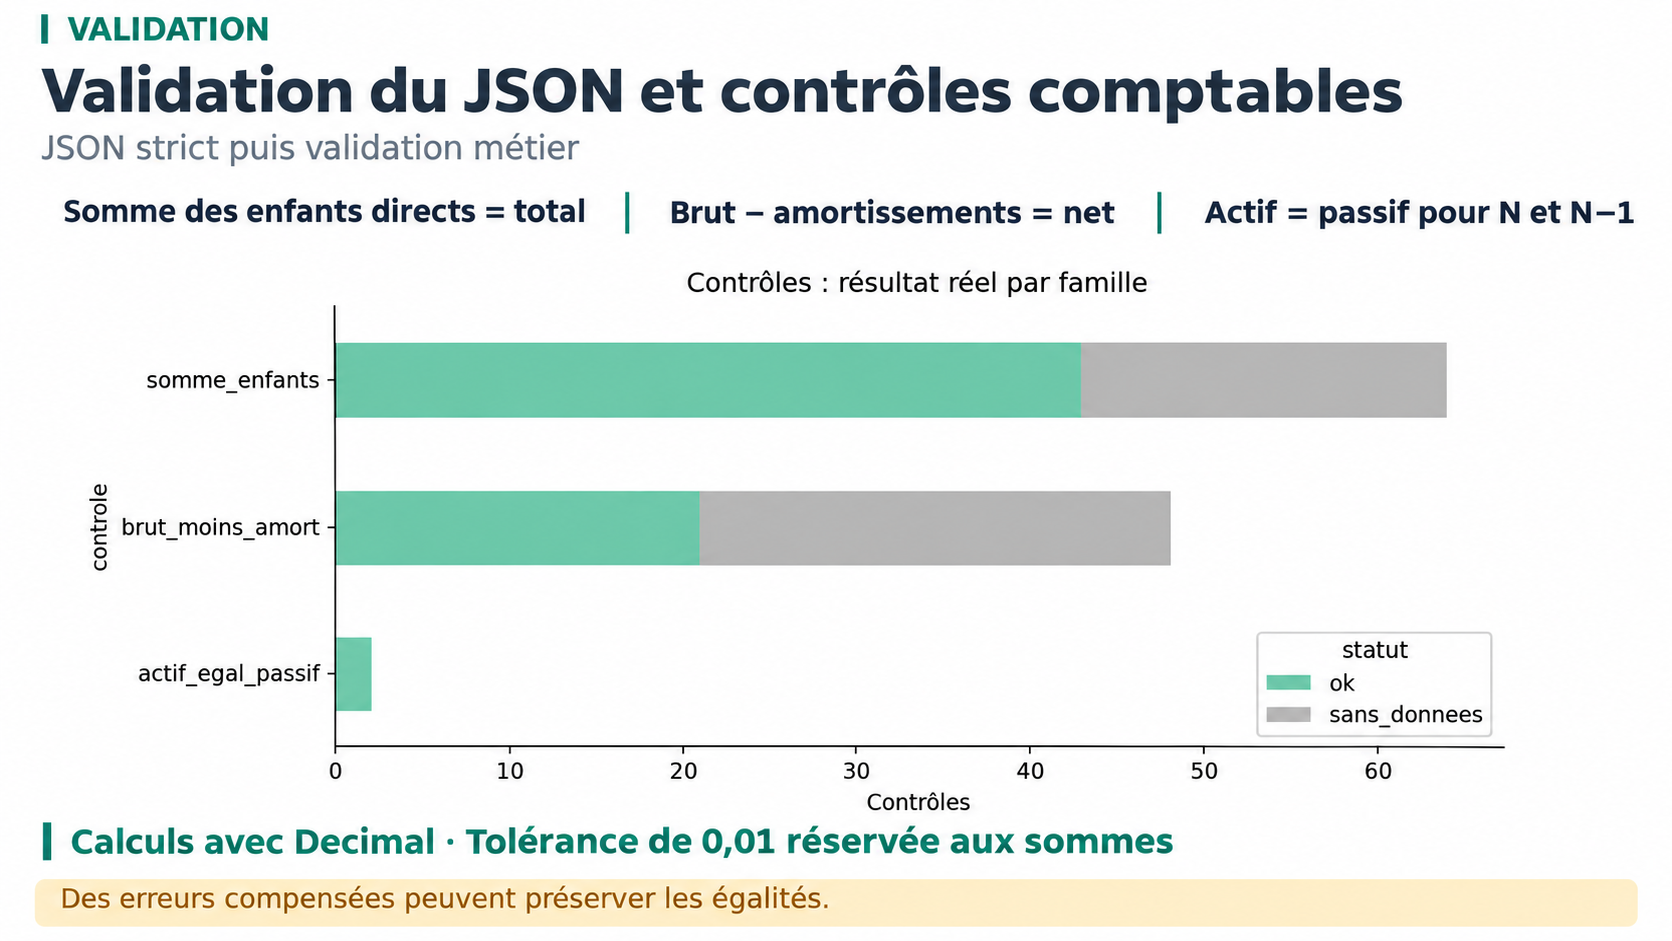 VALIDATION
Validation du JSON et contrôles comptables
JSON strict puis validation métier
Somme des enfants directs = total
Brut − amortissements = net
Actif = passif pour N et N−1
Contrôles : résultat réel par famille
somme_enfants
brut_moins_amort
actif_egal_passif
controle
statut
ok
sans_donnees
0 10 20 30 40 50 60
Contrôles
Calculs avec Decimal · Tolérance de 0,01 réservée aux sommes
Des erreurs compensées peuvent préserver les égalités.